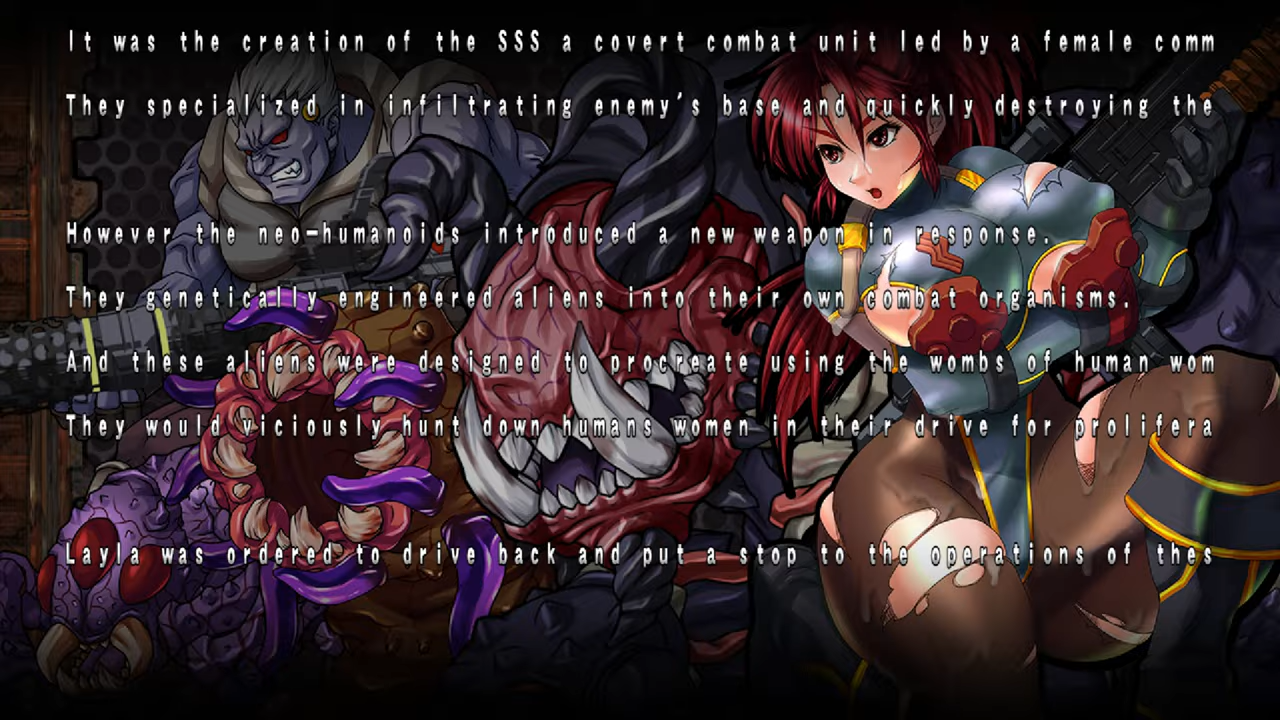 It was the creation of the SSS a covert combat unit led by a female comm
They specialized in infiltrating enemy's base and quickly destroying the
However the neo-humanoids introduced a new weapon in response.
They genetically engineered aliens into their own combat organisms.
And these aliens were designed to procreate using the wombs of human wom
They would viciously hunt down humans women in their drive for prolifera
Layla was ordered to drive back and put a stop to the operations of thes